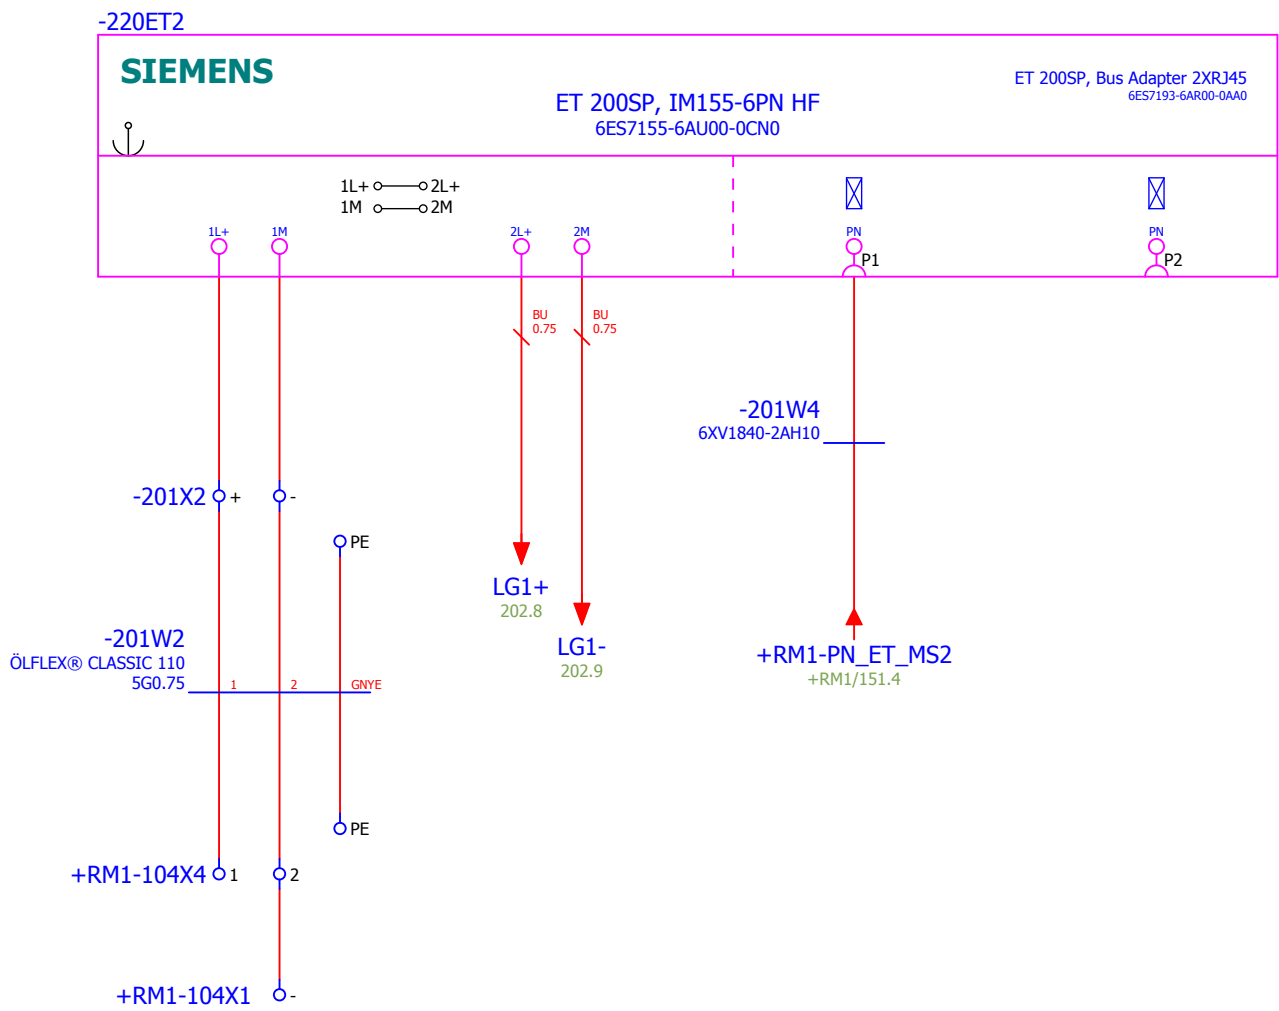 -220ET2
SIEMENS
ET 200SP, IM155-6PN HF
6ES7155-6AU00-0CN0
ET 200SP, Bus Adapter 2XRJ45
6ES7193-6AR00-0AA0
1L+ 2L+
1M 2M
1L+ 1M 2L+ 2M PN PN
P1 P2
BU BU
0.75 0.75
-201W4
6XV1840-2AH10
-201X2 + -
PE
LG1+
202.8
LG1-
202.9
+RM1-PN_ET_MS2
+RM1/151.4
-201W2
ÖLFLEX® CLASSIC 110
5G0.75
1 2 GNYE
PE
+RM1-104X4 1 2
+RM1-104X1 -